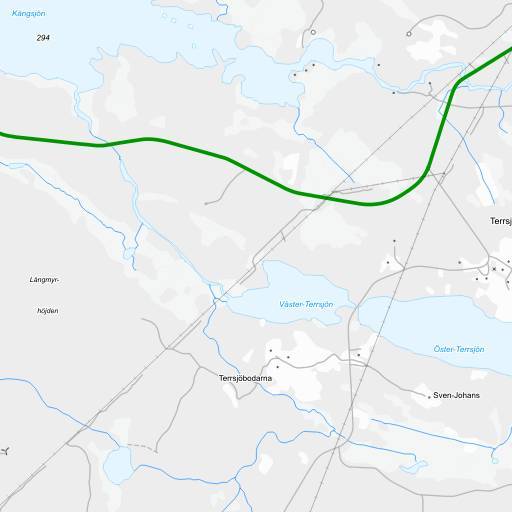 Kängsjön
294
Terrsj
Långmyr-
höjden
Väster-Terrsjön
Öster-Terrsjön
Terrsjöbodarna
Sven-Johans